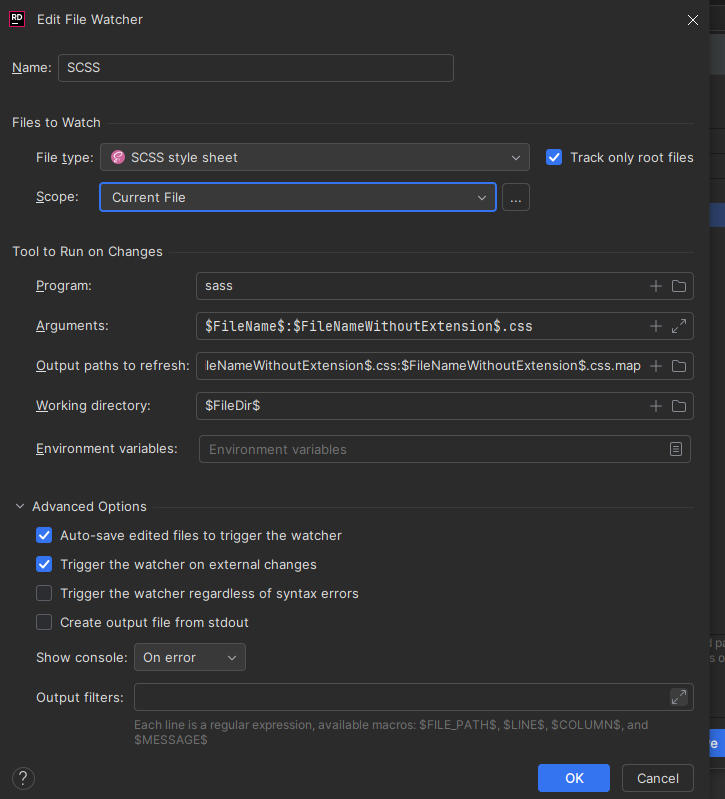 RD Edit File Watcher
Name: SCSS
Files to Watch
File type: SCSS style sheet Track only root files
Scope: Current File ...
Tool to Run on Changes
Program: sass
Arguments: $FileName$:$FileNameWithoutExtension$.css
Output paths to refresh: leNameWithoutExtension$.css:$FileNameWithoutExtension$.css.map
Working directory: $FileDir$
Environment variables: Environment variables
Advanced Options
Auto-save edited files to trigger the watcher
Trigger the watcher on external changes
Trigger the watcher regardless of syntax errors
Create output file from stdout
Show console: On error
Output filters:
Each line is a regular expression, available macros: $FILE_PATH$, $LINE$, $COLUMN$, and
$MESSAGE$
? OK Cancel